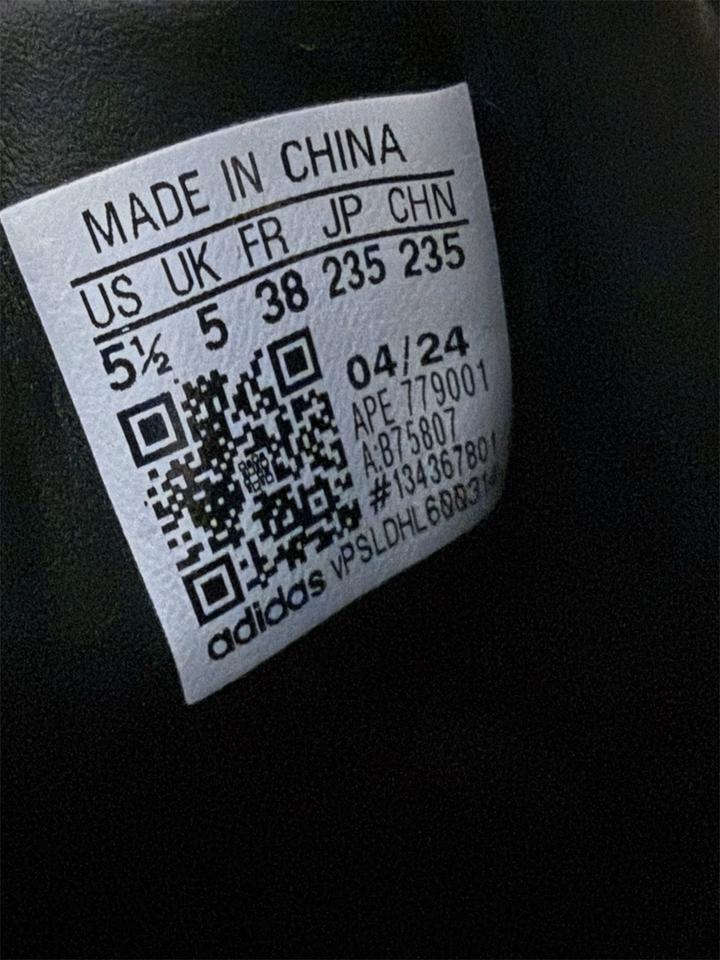 MADE IN CHINA
US UK FR JP CHN
5½ 5 38 235 235
04/24
APE 779001
A:B75807
#134367801
adidas